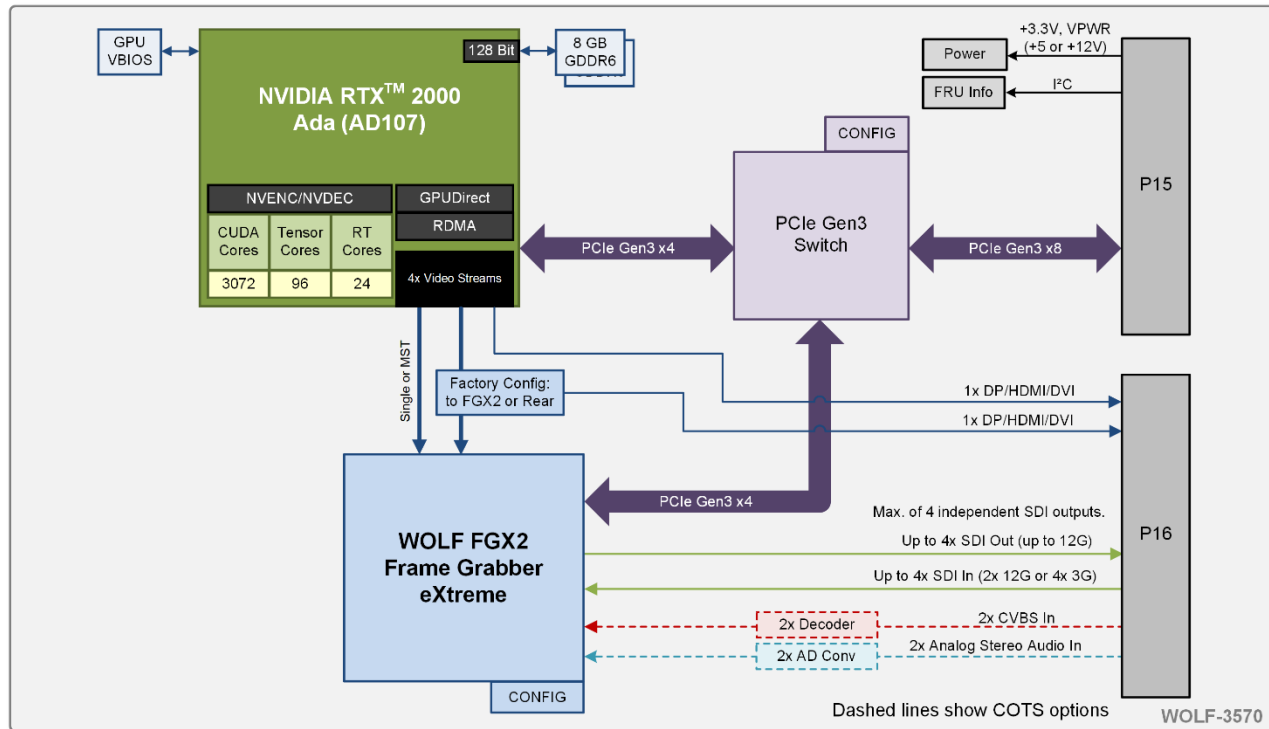 GPU
VBIOS
128 Bit
8 GB
GDDR6
NVIDIA RTX™ 2000
Ada (AD107)
NVENC/NVDEC
GPUDirect
RDMA
CUDA
Cores
Tensor
Cores
RT
Cores
3072
96
24
4x Video Streams
+3.3V, VPWR
(+5 or +12V)
Power
FRU Info
I²C
CONFIG
PCIe Gen3
Switch
PCIe Gen3 x4
PCIe Gen3 x8
P15
Single or MST
Factory Config:
to FGX2 or Rear
1x DP/HDMI/DVI
1x DP/HDMI/DVI
PCIe Gen3 x4
WOLF FGX2
Frame Grabber
eXtreme
CONFIG
Max. of 4 independent SDI outputs.
Up to 4x SDI Out (up to 12G)
Up to 4x SDI In (2x 12G or 4x 3G)
2x Decoder
2x CVBS In
2x AD Conv
2x Analog Stereo Audio In
P16
Dashed lines show COTS options
WOLF-3570